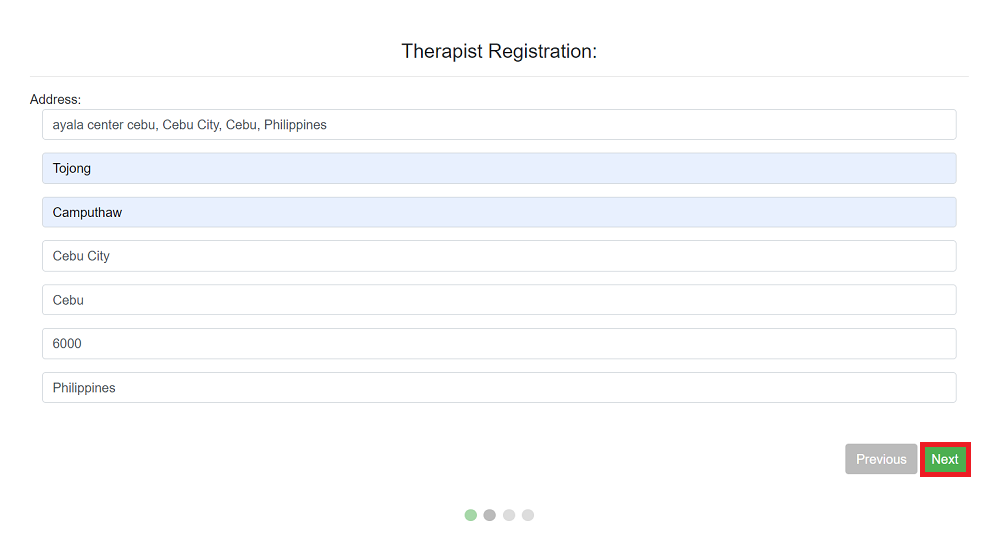 Therapist Registration:
Address:
ayala center cebu, Cebu City, Cebu, Philippines
Tojong
Camputhaw
Cebu City
Cebu
6000
Philippines
Previous Next